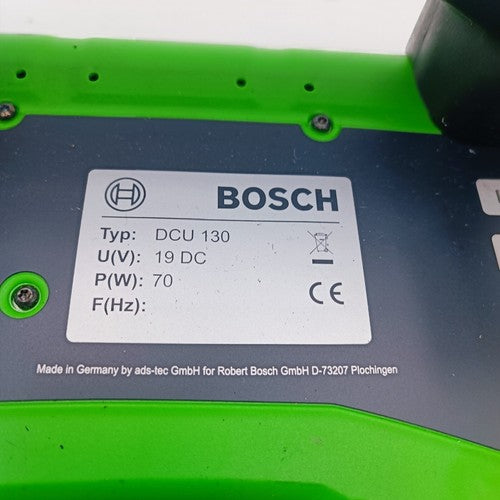 BOSCH
Typ: DCU 130
U(V): 19 DC
P(W): 70
F(Hz):
CE
Made in Germany by ads-tec GmbH for Robert Bosch GmbH D-73207 Plochingen